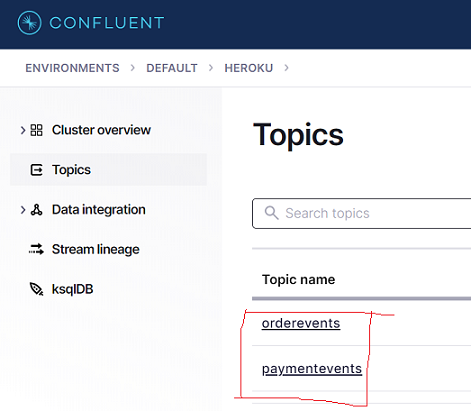 CONFLUENT
ENVIRONMENTS > DEFAULT > HEROKU >
> Cluster overview
Topics
> Data integration
Stream lineage
ksqlDB
Topics
Search topics
Topic name
orderevents
paymentevents